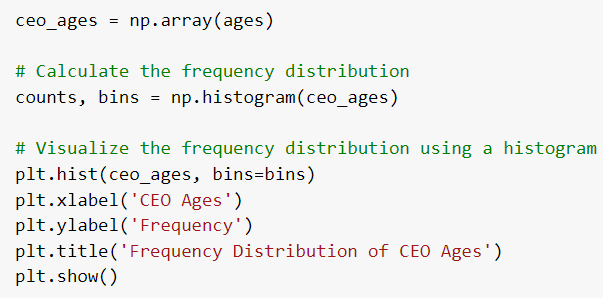 ceo_ages = np.array(ages)
# Calculate the frequency distribution
counts, bins = np.histogram(ceo_ages)
# Visualize the frequency distribution using a histogram
plt.hist(ceo_ages, bins=bins)
plt.xlabel('CEO Ages')
plt.ylabel('Frequency')
plt.title('Frequency Distribution of CEO Ages')
plt.show()